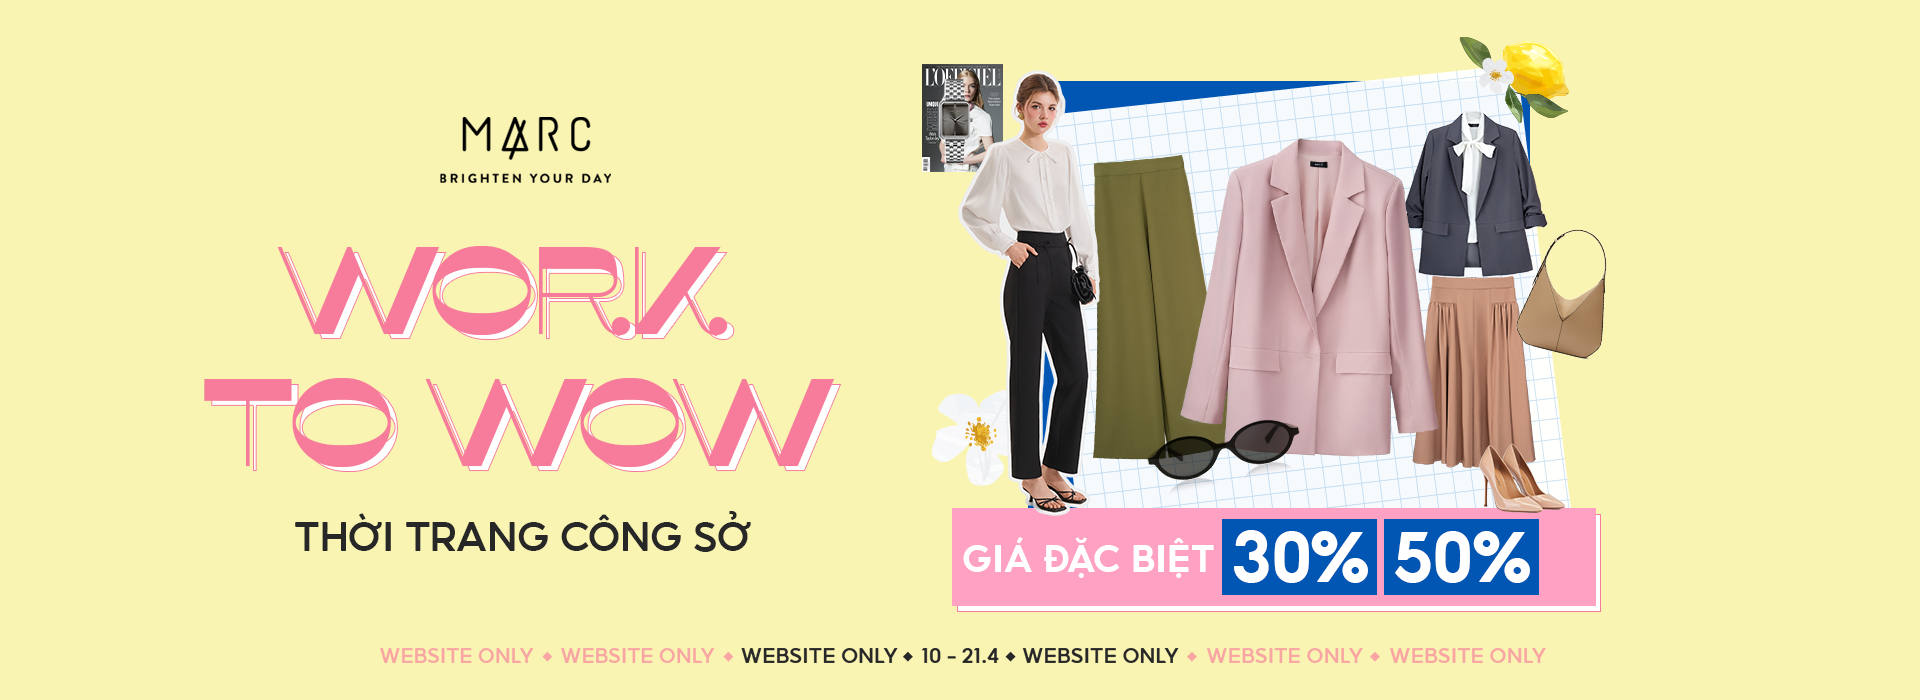 MARC
BRIGHTEN YOUR DAY
WORK
TO WOW
THỜI TRANG CÔNG SỞ
L'OFFICIEL
GIÁ ĐẶC BIỆT 30% 50%
WEBSITE ONLY ◆ WEBSITE ONLY ◆ WEBSITE ONLY ◆ 10 - 21.4 ◆ WEBSITE ONLY ◆ WEBSITE ONLY ◆ WEBSITE ONLY